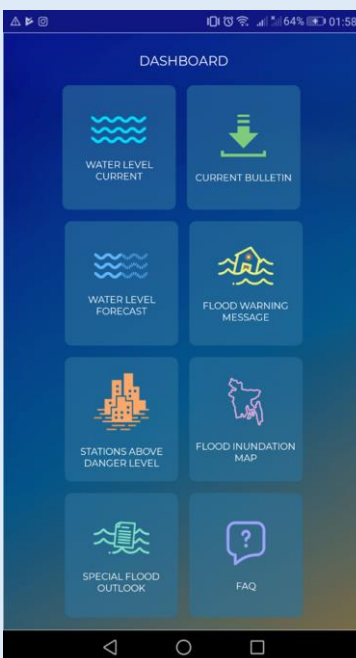 64% 01:58
DASHBOARD
WATER LEVEL
CURRENT
CURRENT BULLETIN
WATER LEVEL
FORECAST
FLOOD WARNING
MESSAGE
STATIONS ABOVE
DANGER LEVEL
FLOOD INUNDATION
MAP
SPECIAL FLOOD
OUTLOOK
?
FAQ